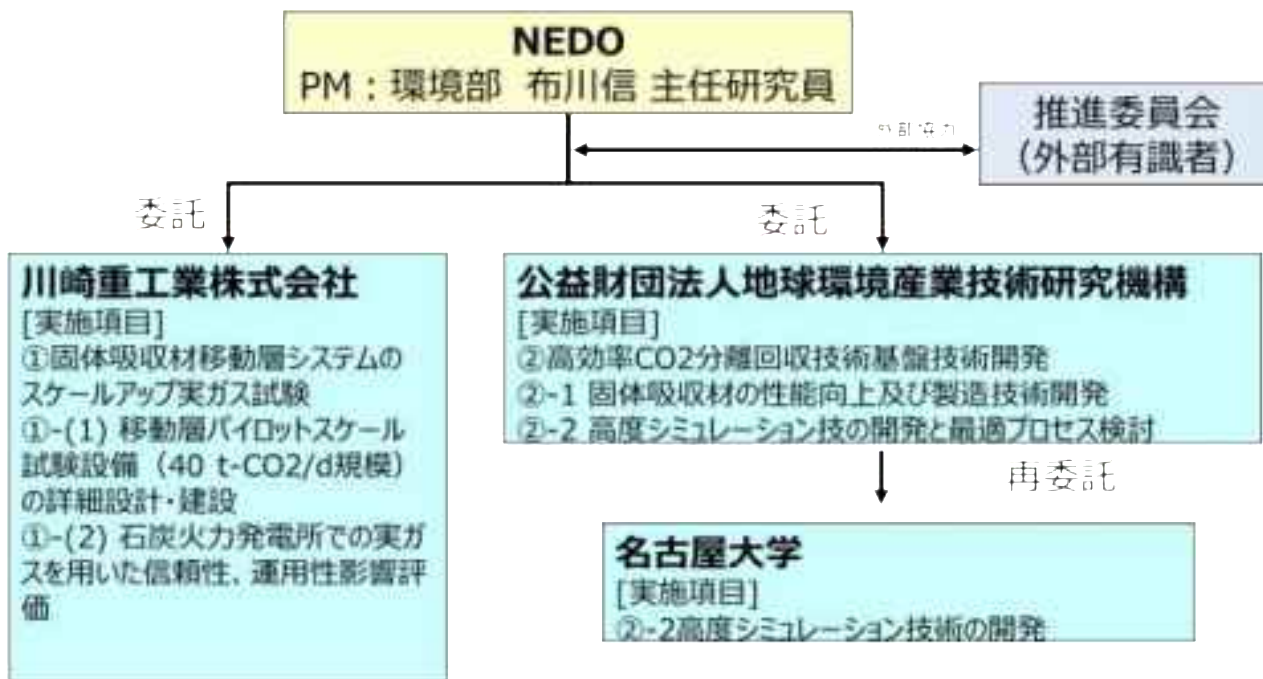 NEDO
PM：環境部 布川信 主任研究員
外部協力
推進委員会
（外部有識者）
委託
委託
川崎重工業株式会社
[実施項目]
①固体吸収材移動層システムの
スケールアップ実ガス試験
①-(1) 移動層パイロットスケール
試験設備（40 t-CO2/d規模）
の詳細設計・建設
①-(2) 石炭火力発電所での実ガ
スを用いた信頼性、運用性影響評
価
公益財団法人地球環境産業技術研究機構
[実施項目]
②高効率CO2分離回収技術基盤技術開発
②-1 固体吸収材の性能向上及び製造技術開発
②-2 高度シミュレーション技の開発と最適プロセス検討
再委託
名古屋大学
[実施項目]
②-2高度シミュレーション技術の開発